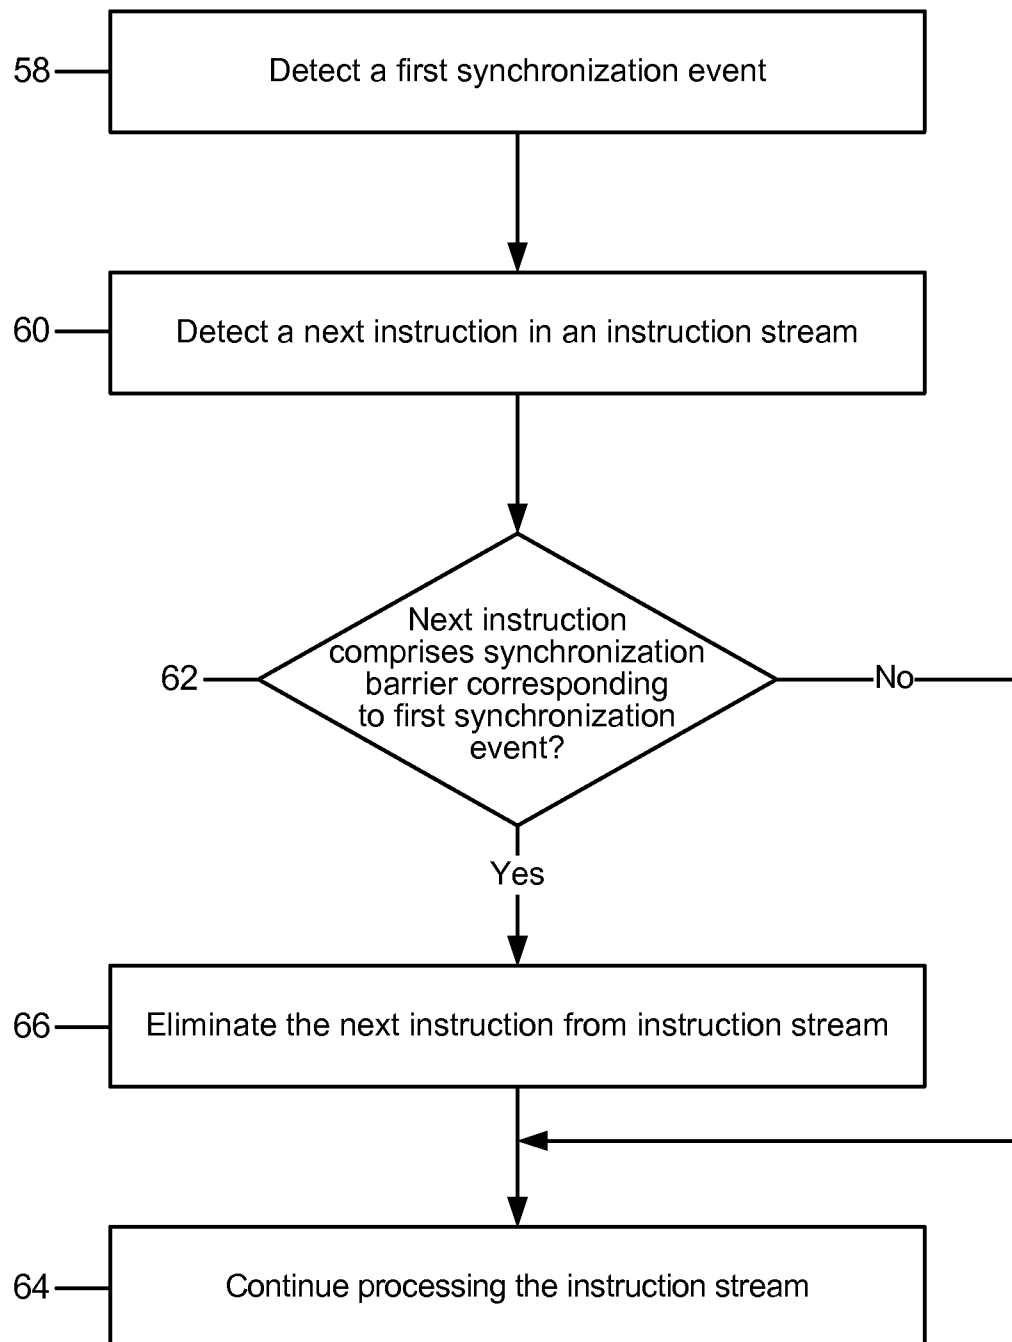 58
Detect a first synchronization event
60
Detect a next instruction in an instruction stream
62
Next instruction
comprises synchronization
barrier corresponding
to first synchronization
event?
No
Yes
66
Eliminate the next instruction from instruction stream
64
Continue processing the instruction stream